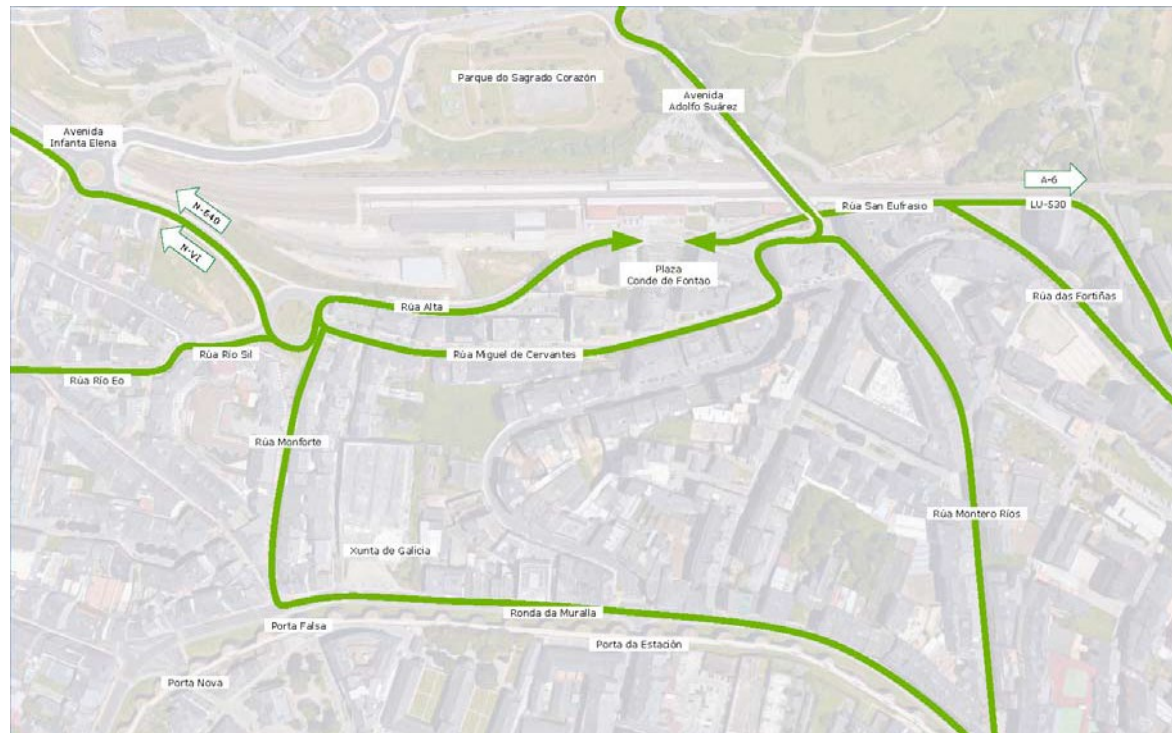 Parque do Sagrado Corazón
Avenida
Adolfo Suárez
Avenida
Infanta Elena
A-6
N-640
Rúa San Eufrasio
LU-530
N-VI
Plaza
Conde de Fontao
Rúa das Fortiñas
Rúa Alta
Rúa Río Sil
Rúa Miguel de Cervantes
Rúa Río Eo
Rúa Monforte
Rúa Montero Ríos
Xunta de Galicia
Ronda da Muralla
Porta Falsa
Porta da Estación
Porta Nova